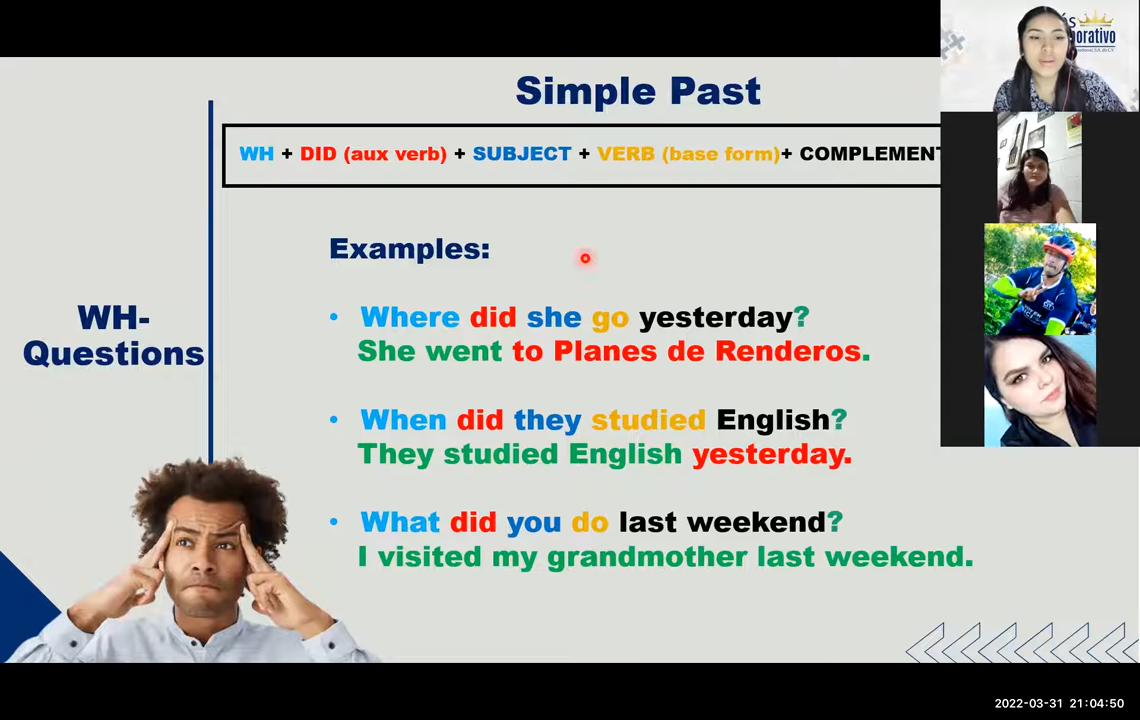 Simple Past
WH + DID (aux verb) + SUBJECT + VERB (base form)+ COMPLEMENT
WH-
Questions
Examples:
• Where did she go yesterday?
She went to Planes de Renderos.
• When did they studied English?
They studied English yesterday.
• What did you do last weekend?
I visited my grandmother last weekend.
2022-03-31 21:04:50